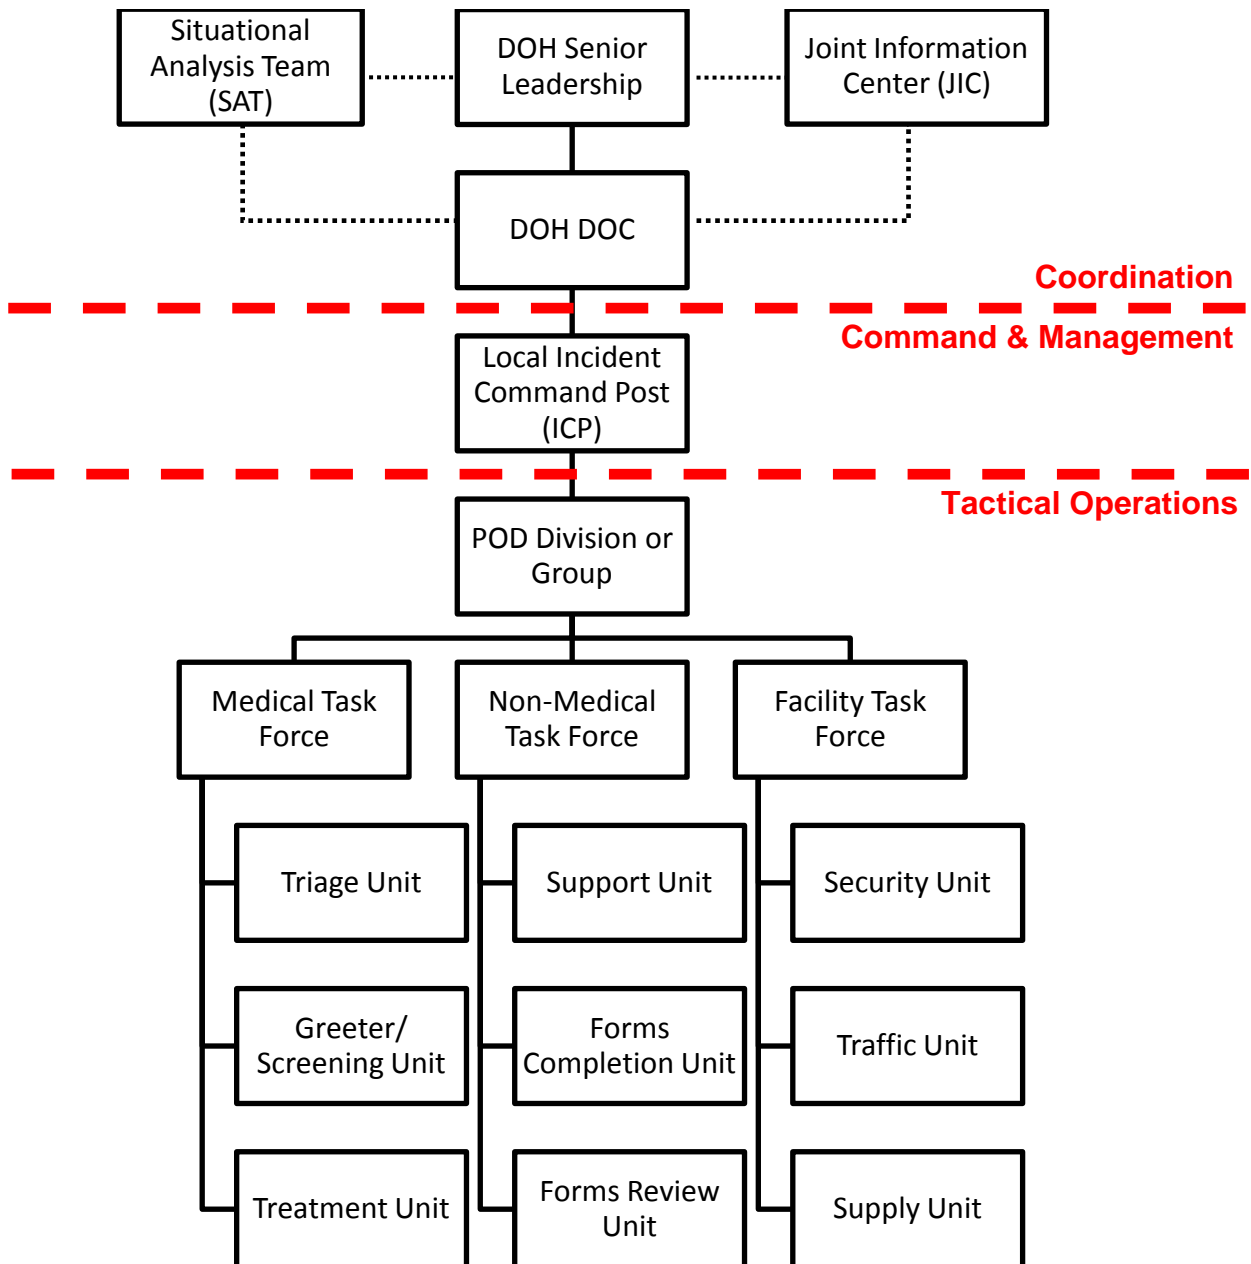 Situational
Analysis Team
(SAT)
DOH Senior
Leadership
Joint Information
Center (JIC)
DOH DOC
Coordination
Command & Management
Local Incident
Command Post
(ICP)
Tactical Operations
POD Division or
Group
Medical Task
Force
Non-Medical
Task Force
Facility Task
Force
Triage Unit
Support Unit
Security Unit
Greeter/
Screening Unit
Forms
Completion Unit
Traffic Unit
Treatment Unit
Forms Review
Unit
Supply Unit